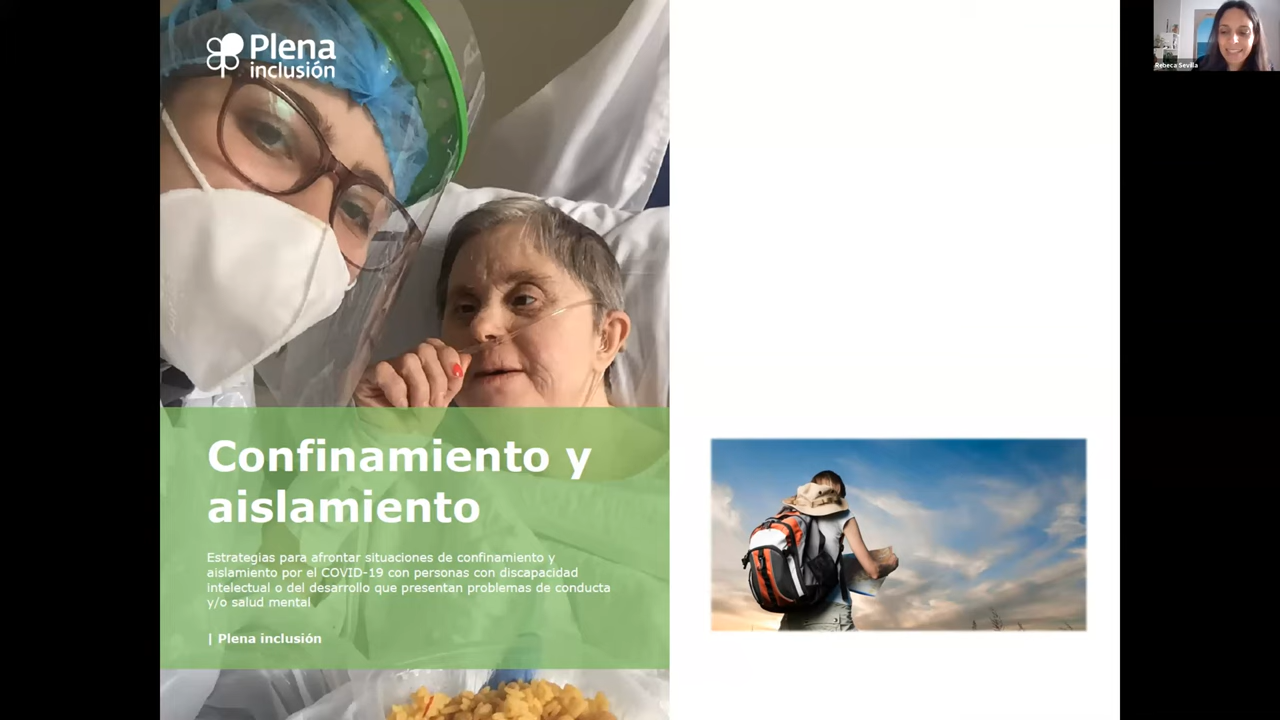 Plena
inclusión
Rebeca Sevilla
Confinamiento y
aislamiento
Estrategias para afrontar situaciones de confinamiento y
aislamiento por el COVID-19 con personas con discapacidad
intelectual o del desarrollo que presentan problemas de conducta
y/o salud mental
| Plena inclusión